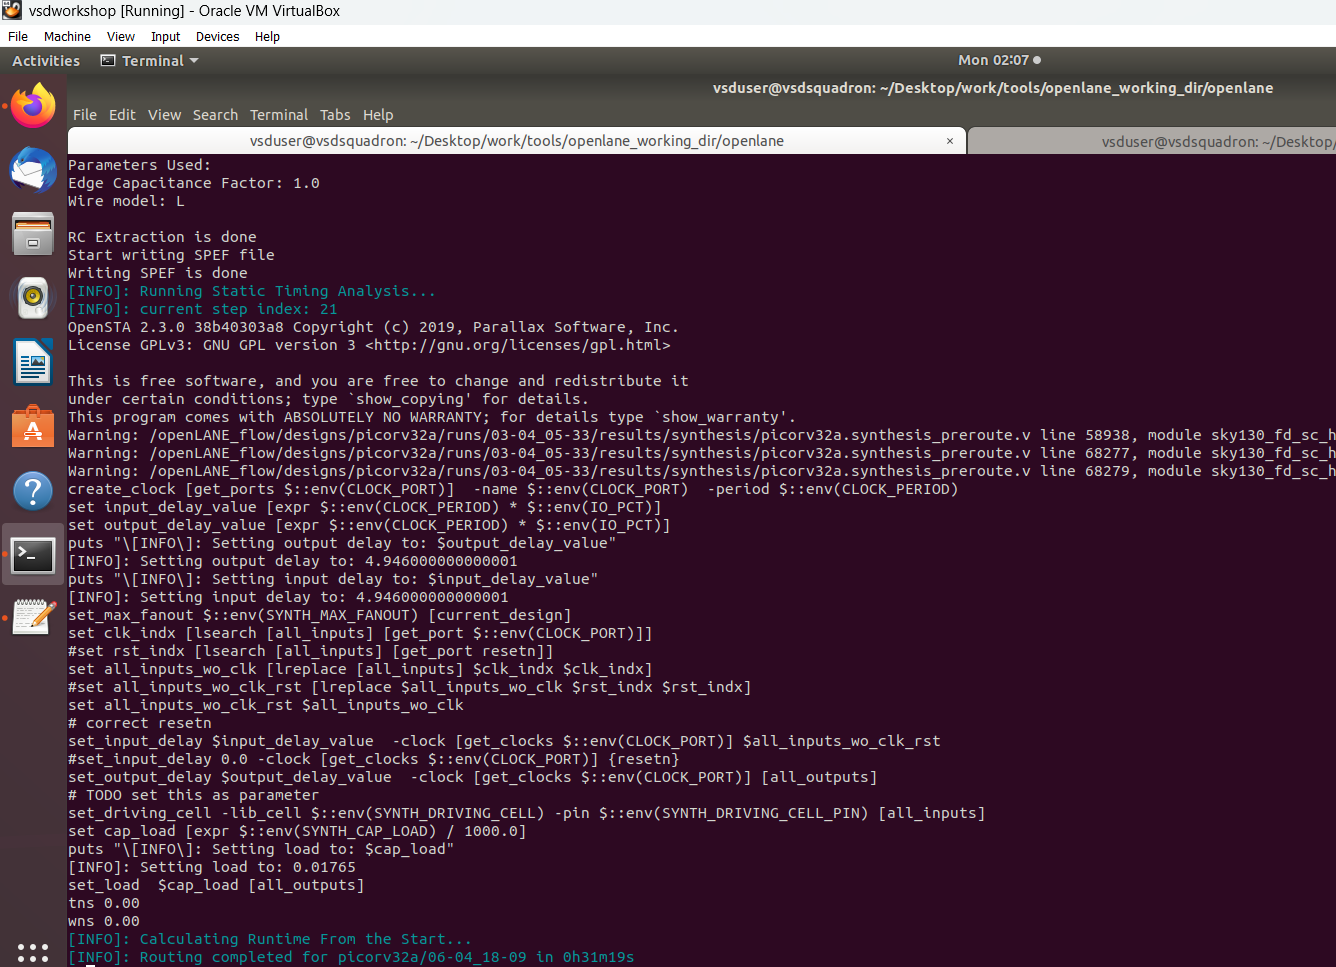 vsdworkshop [Running] - Oracle VM VirtualBox
File Machine View Input Devices Help
Activities Terminal Mon 02:07
vsduser@vsdsquadron: ~/Desktop/work/tools/openlane_working_dir/openlane
File Edit View Search Terminal Tabs Help
vsduser@vsdsquadron: ~/Desktop/work/tools/openlane_working_dir/openlane × vsduser@vsdsquadron: ~/Desktop/
Parameters Used:
Edge Capacitance Factor: 1.0
Wire model: L
RC Extraction is done
Start writing SPEF file
Writing SPEF is done
[INFO]: Running Static Timing Analysis...
[INFO]: current step index: 21
OpenSTA 2.3.0 38b40303a8 Copyright (c) 2019, Parallax Software, Inc.
License GPLv3: GNU GPL version 3 <http://gnu.org/licenses/gpl.html>
This is free software, and you are free to change and redistribute it
under certain conditions; type `show_copying' for details.
This program comes with ABSOLUTELY NO WARRANTY; for details type `show_warranty'.
Warning: /openLANE_flow/designs/picorv32a/runs/03-04_05-33/results/synthesis/picorv32a.synthesis_preroute.v line 58938, module sky130_fd_sc_h
Warning: /openLANE_flow/designs/picorv32a/runs/03-04_05-33/results/synthesis/picorv32a.synthesis_preroute.v line 68277, module sky130_fd_sc_h
Warning: /openLANE_flow/designs/picorv32a/runs/03-04_05-33/results/synthesis/picorv32a.synthesis_preroute.v line 68279, module sky130_fd_sc_h
create_clock [get_ports $::env(CLOCK_PORT)]  -name $::env(CLOCK_PORT)  -period $::env(CLOCK_PERIOD)
set input_delay_value [expr $::env(CLOCK_PERIOD) * $::env(IO_PCT)]
set output_delay_value [expr $::env(CLOCK_PERIOD) * $::env(IO_PCT)]
puts "\[INFO\]: Setting output delay to: $output_delay_value"
[INFO]: Setting output delay to: 4.946000000000001
puts "\[INFO\]: Setting input delay to: $input_delay_value"
[INFO]: Setting input delay to: 4.946000000000001
set_max_fanout $::env(SYNTH_MAX_FANOUT) [current_design]
set clk_indx [lsearch [all_inputs] [get_port $::env(CLOCK_PORT)]]
#set rst_indx [lsearch [all_inputs] [get_port resetn]]
set all_inputs_wo_clk [lreplace [all_inputs] $clk_indx $clk_indx]
#set all_inputs_wo_clk_rst [lreplace $all_inputs_wo_clk $rst_indx $rst_indx]
set all_inputs_wo_clk_rst $all_inputs_wo_clk
# correct resetn
set_input_delay $input_delay_value  -clock [get_clocks $::env(CLOCK_PORT)] $all_inputs_wo_clk_rst
#set_input_delay 0.0 -clock [get_clocks $::env(CLOCK_PORT)] {resetn}
set_output_delay $output_delay_value  -clock [get_clocks $::env(CLOCK_PORT)] [all_outputs]
# TODO set this as parameter
set_driving_cell -lib_cell $::env(SYNTH_DRIVING_CELL) -pin $::env(SYNTH_DRIVING_CELL_PIN) [all_inputs]
set cap_load [expr $::env(SYNTH_CAP_LOAD) / 1000.0]
puts "\[INFO\]: Setting load to: $cap_load"
[INFO]: Setting load to: 0.01765
set_load  $cap_load [all_outputs]
tns 0.00
wns 0.00
[INFO]: Calculating Runtime From the Start...
[INFO]: Routing completed for picorv32a/06-04_18-09 in 0h31m19s